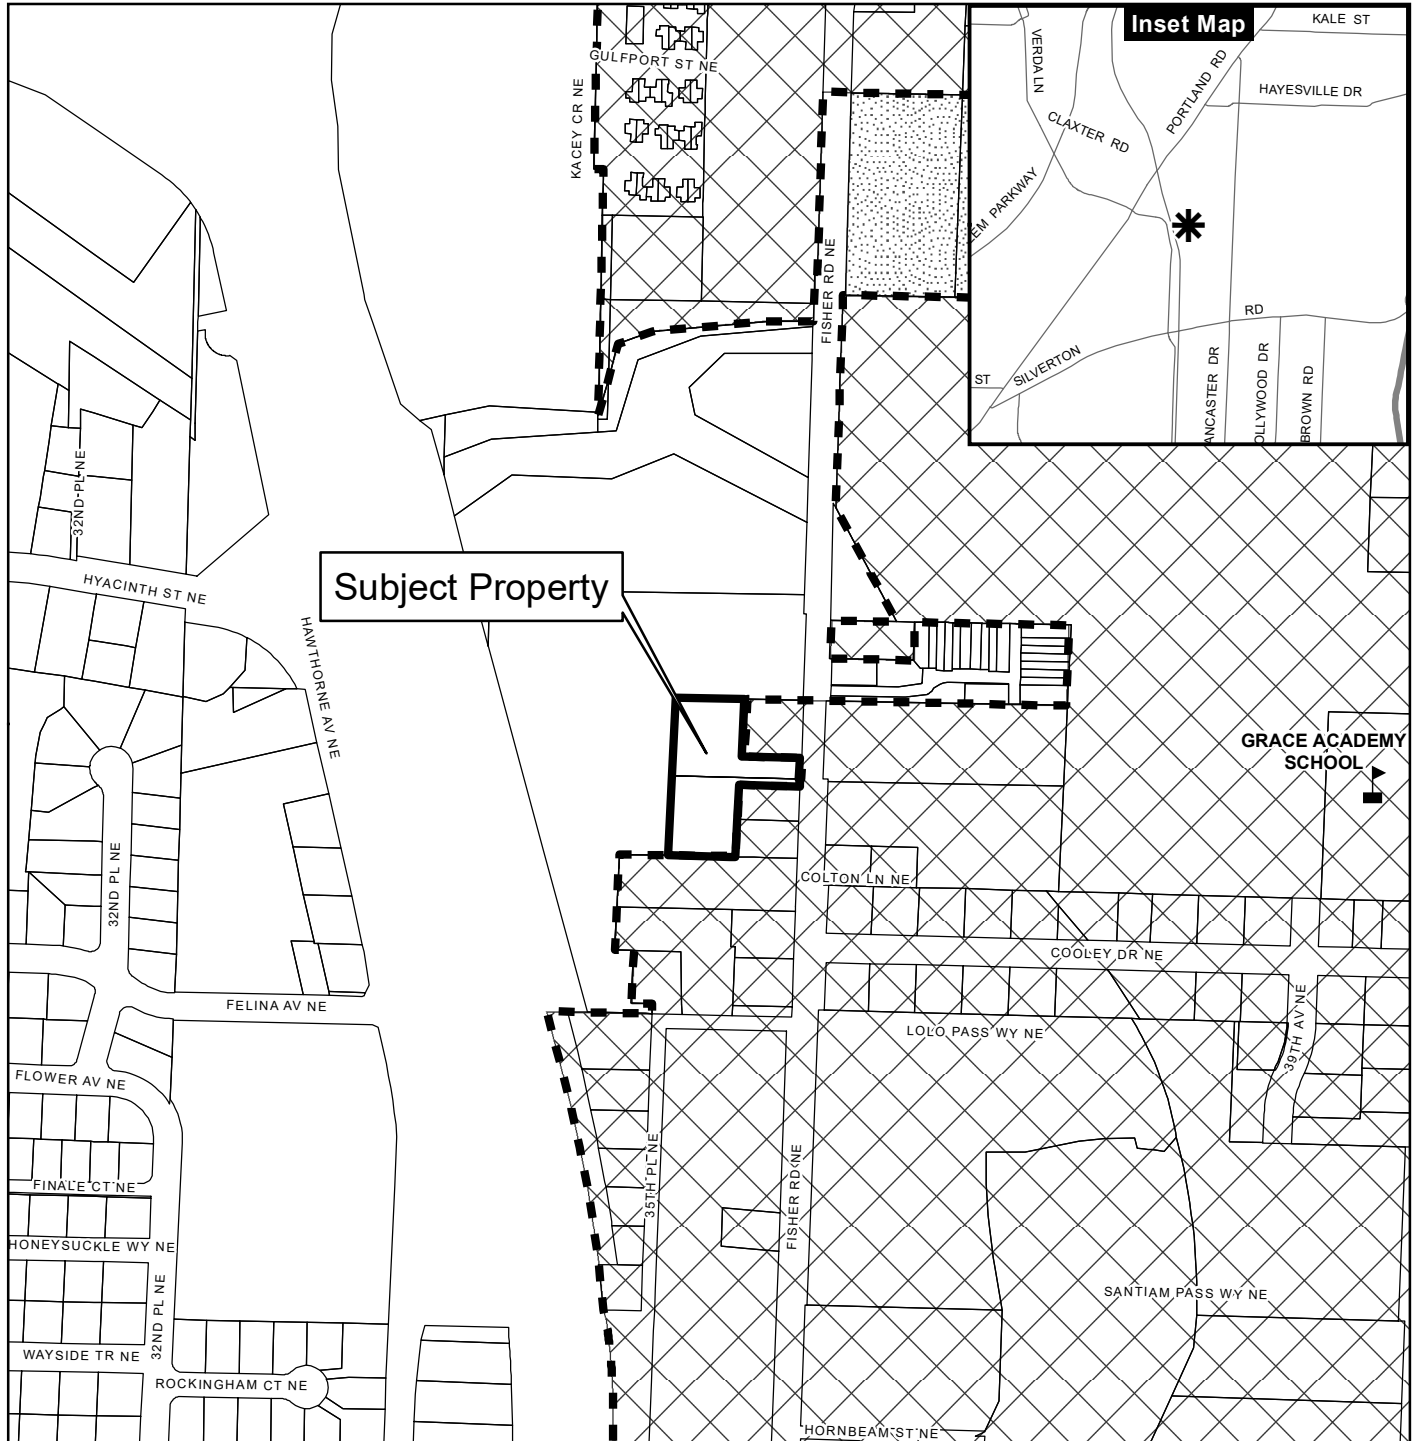 Inset Map
KALE ST
VERDA LN
PORTLAND RD
HAYESVILLE DR
CLAXTER RD
LEM PARKWAY
RD
SILVERTON
ST
ANCASTER DR
OLLYWOOD DR
BROWN RD
GULFPORT ST NE
KACEY CR NE
FISHER RD NE
32ND PL NE
HYACINTH ST NE
Subject Property
HAWTHORNE AV NE
GRACE ACADEMY
SCHOOL
32ND PL NE
COLTON LN NE
COOLEY DR NE
FELINA AV NE
LOLO PASS WY NE
39TH AV NE
FLOWER AV NE
35TH PL NE
FISHER RD NE
FINALE CT NE
HONEYSUCKLE WY NE
SANTIAM PASS WY NE
32ND PL NE
WAYSIDE TR NE
ROCKINGHAM CT NE
HORNBEAM ST NE